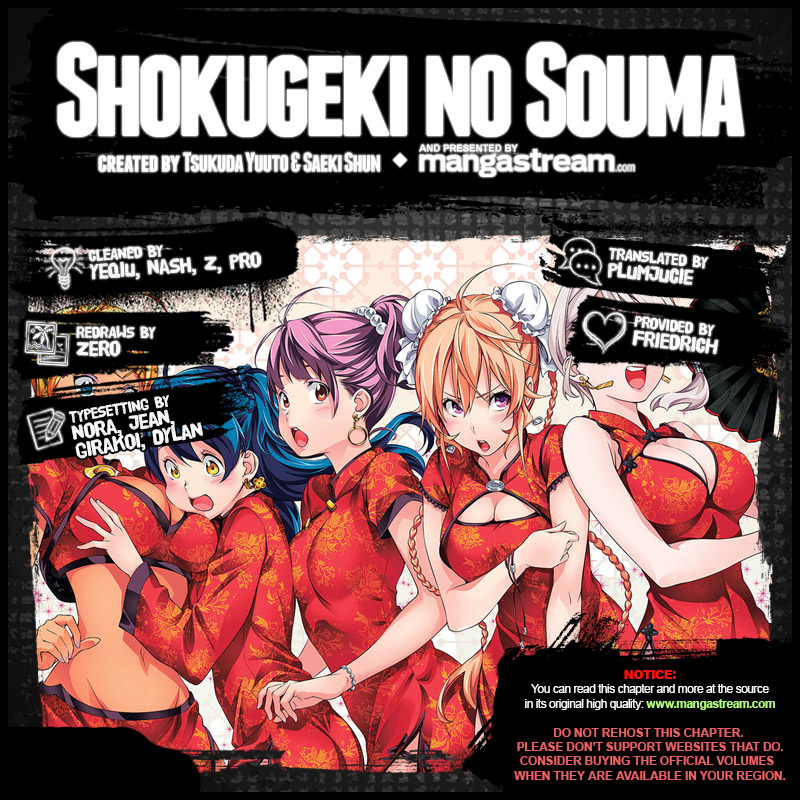 SHOKUGEKI NO SOUMA
CREATED BY TSUKUDA YUUTO & SAEKI SHUN ◆ AND PRESENTED BY mangastream.com
CLEANED BY
YEQIU, NASH, Z, PRO
TRANSLATED BY
PLUMJUCIE
REDRAWS BY
ZERO
PROVIDED BY
FRIEDRICH
TYPESETTING BY
NORA, JEAN,
GIRAKOI, DYLAN
NOTICE:
You can read this chapter and more at the source
in its original high quality: www.mangastream.com
DO NOT REHOST THIS CHAPTER.
PLEASE DON'T SUPPORT WEBSITES THAT DO.
CONSIDER BUYING THE OFFICIAL VOLUMES
WHEN THEY ARE AVAILABLE IN YOUR REGION.